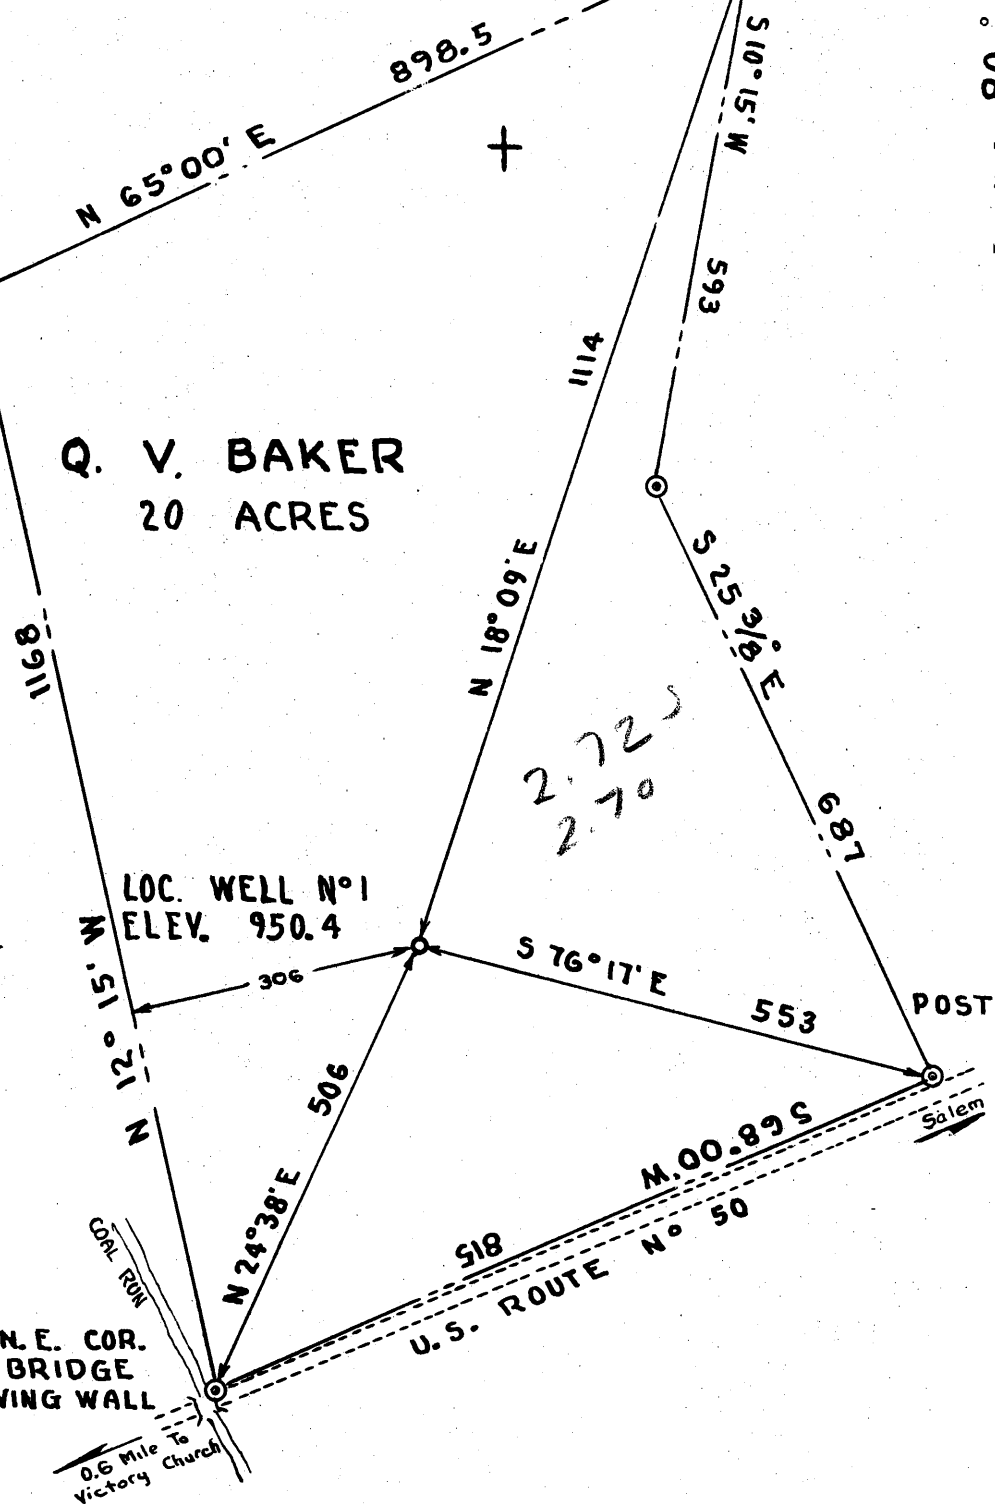 898.5
N 65°00' E
S 10° 15' W
593
1114
Q. V. BAKER
20 ACRES
N 18° 09' E
S 25 3/8° E
1168
2.72
2.70
687
LOC. WELL N° 1
ELEV. 950.4
306
S 76° 17' E
553
POST
N 12° 15' W
506
N 24° 38' E
S 68° 00' W
815
Salem
U.S. ROUTE N° 50
COAL RUN
N.E. COR.
BRIDGE
WING WALL
0.6 Mile To
Victory Church